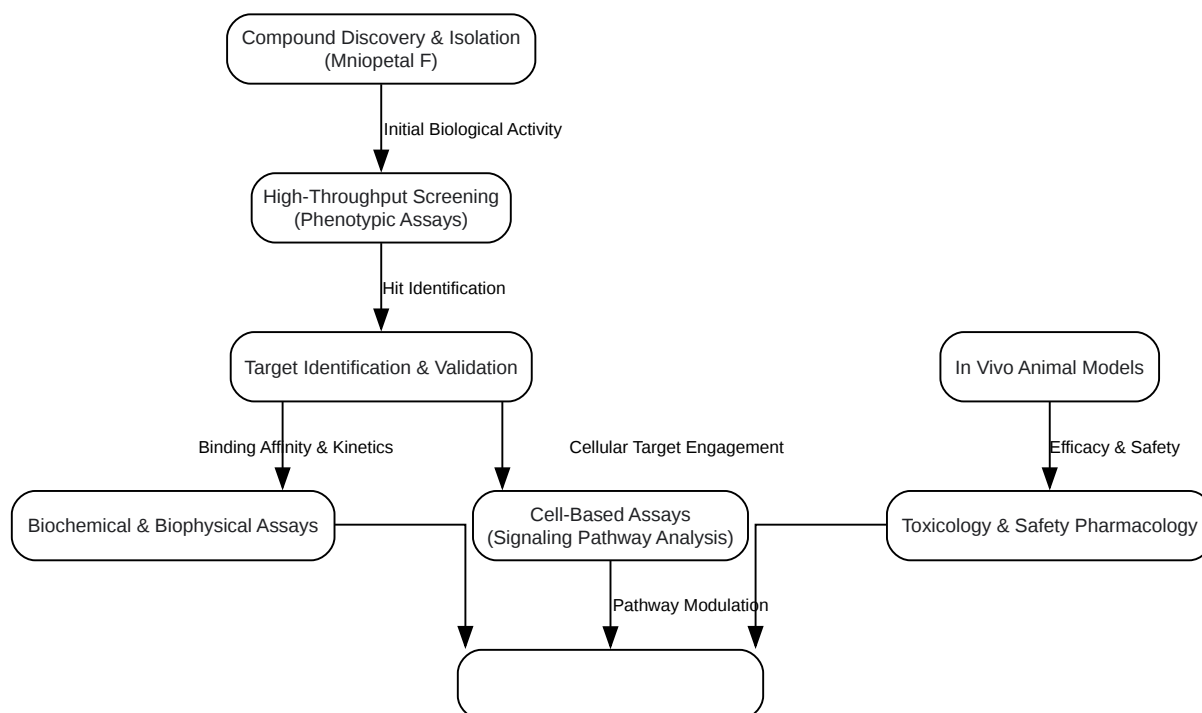 Compound Discovery & Isolation
(Mniopetal F)
Initial Biological Activity
High-Throughput Screening
(Phenotypic Assays)
Hit Identification
Target Identification & Validation
In Vivo Animal Models
Binding Affinity & Kinetics
Cellular Target Engagement
Efficacy & Safety
Biochemical & Biophysical Assays
Cell-Based Assays
(Signaling Pathway Analysis)
Toxicology & Safety Pharmacology
Pathway Modulation